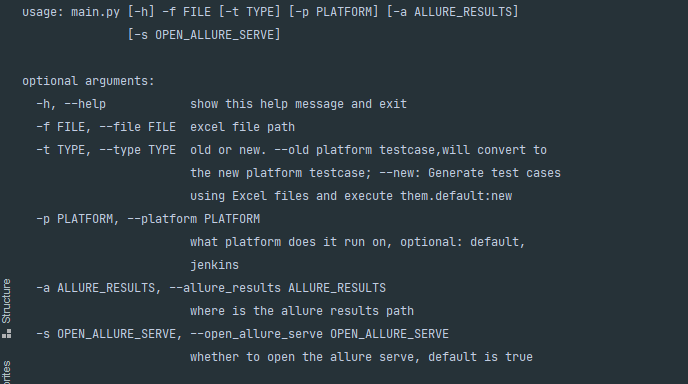 usage: main.py [-h] -f FILE [-t TYPE] [-p PLATFORM] [-a ALLURE_RESULTS]
[-s OPEN_ALLURE_SERVE]
optional arguments:
-h, --help show this help message and exit
-f FILE, --file FILE excel file path
-t TYPE, --type TYPE old or new. --old platform testcase,will convert to
the new platform testcase; --new: Generate test cases
using Excel files and execute them.default:new
-p PLATFORM, --platform PLATFORM
what platform does it run on, optional: default,
jenkins
-a ALLURE_RESULTS, --allure_results ALLURE_RESULTS
where is the allure results path
-s OPEN_ALLURE_SERVE, --open_allure_serve OPEN_ALLURE_SERVE
whether to open the allure serve, default is true
Structure